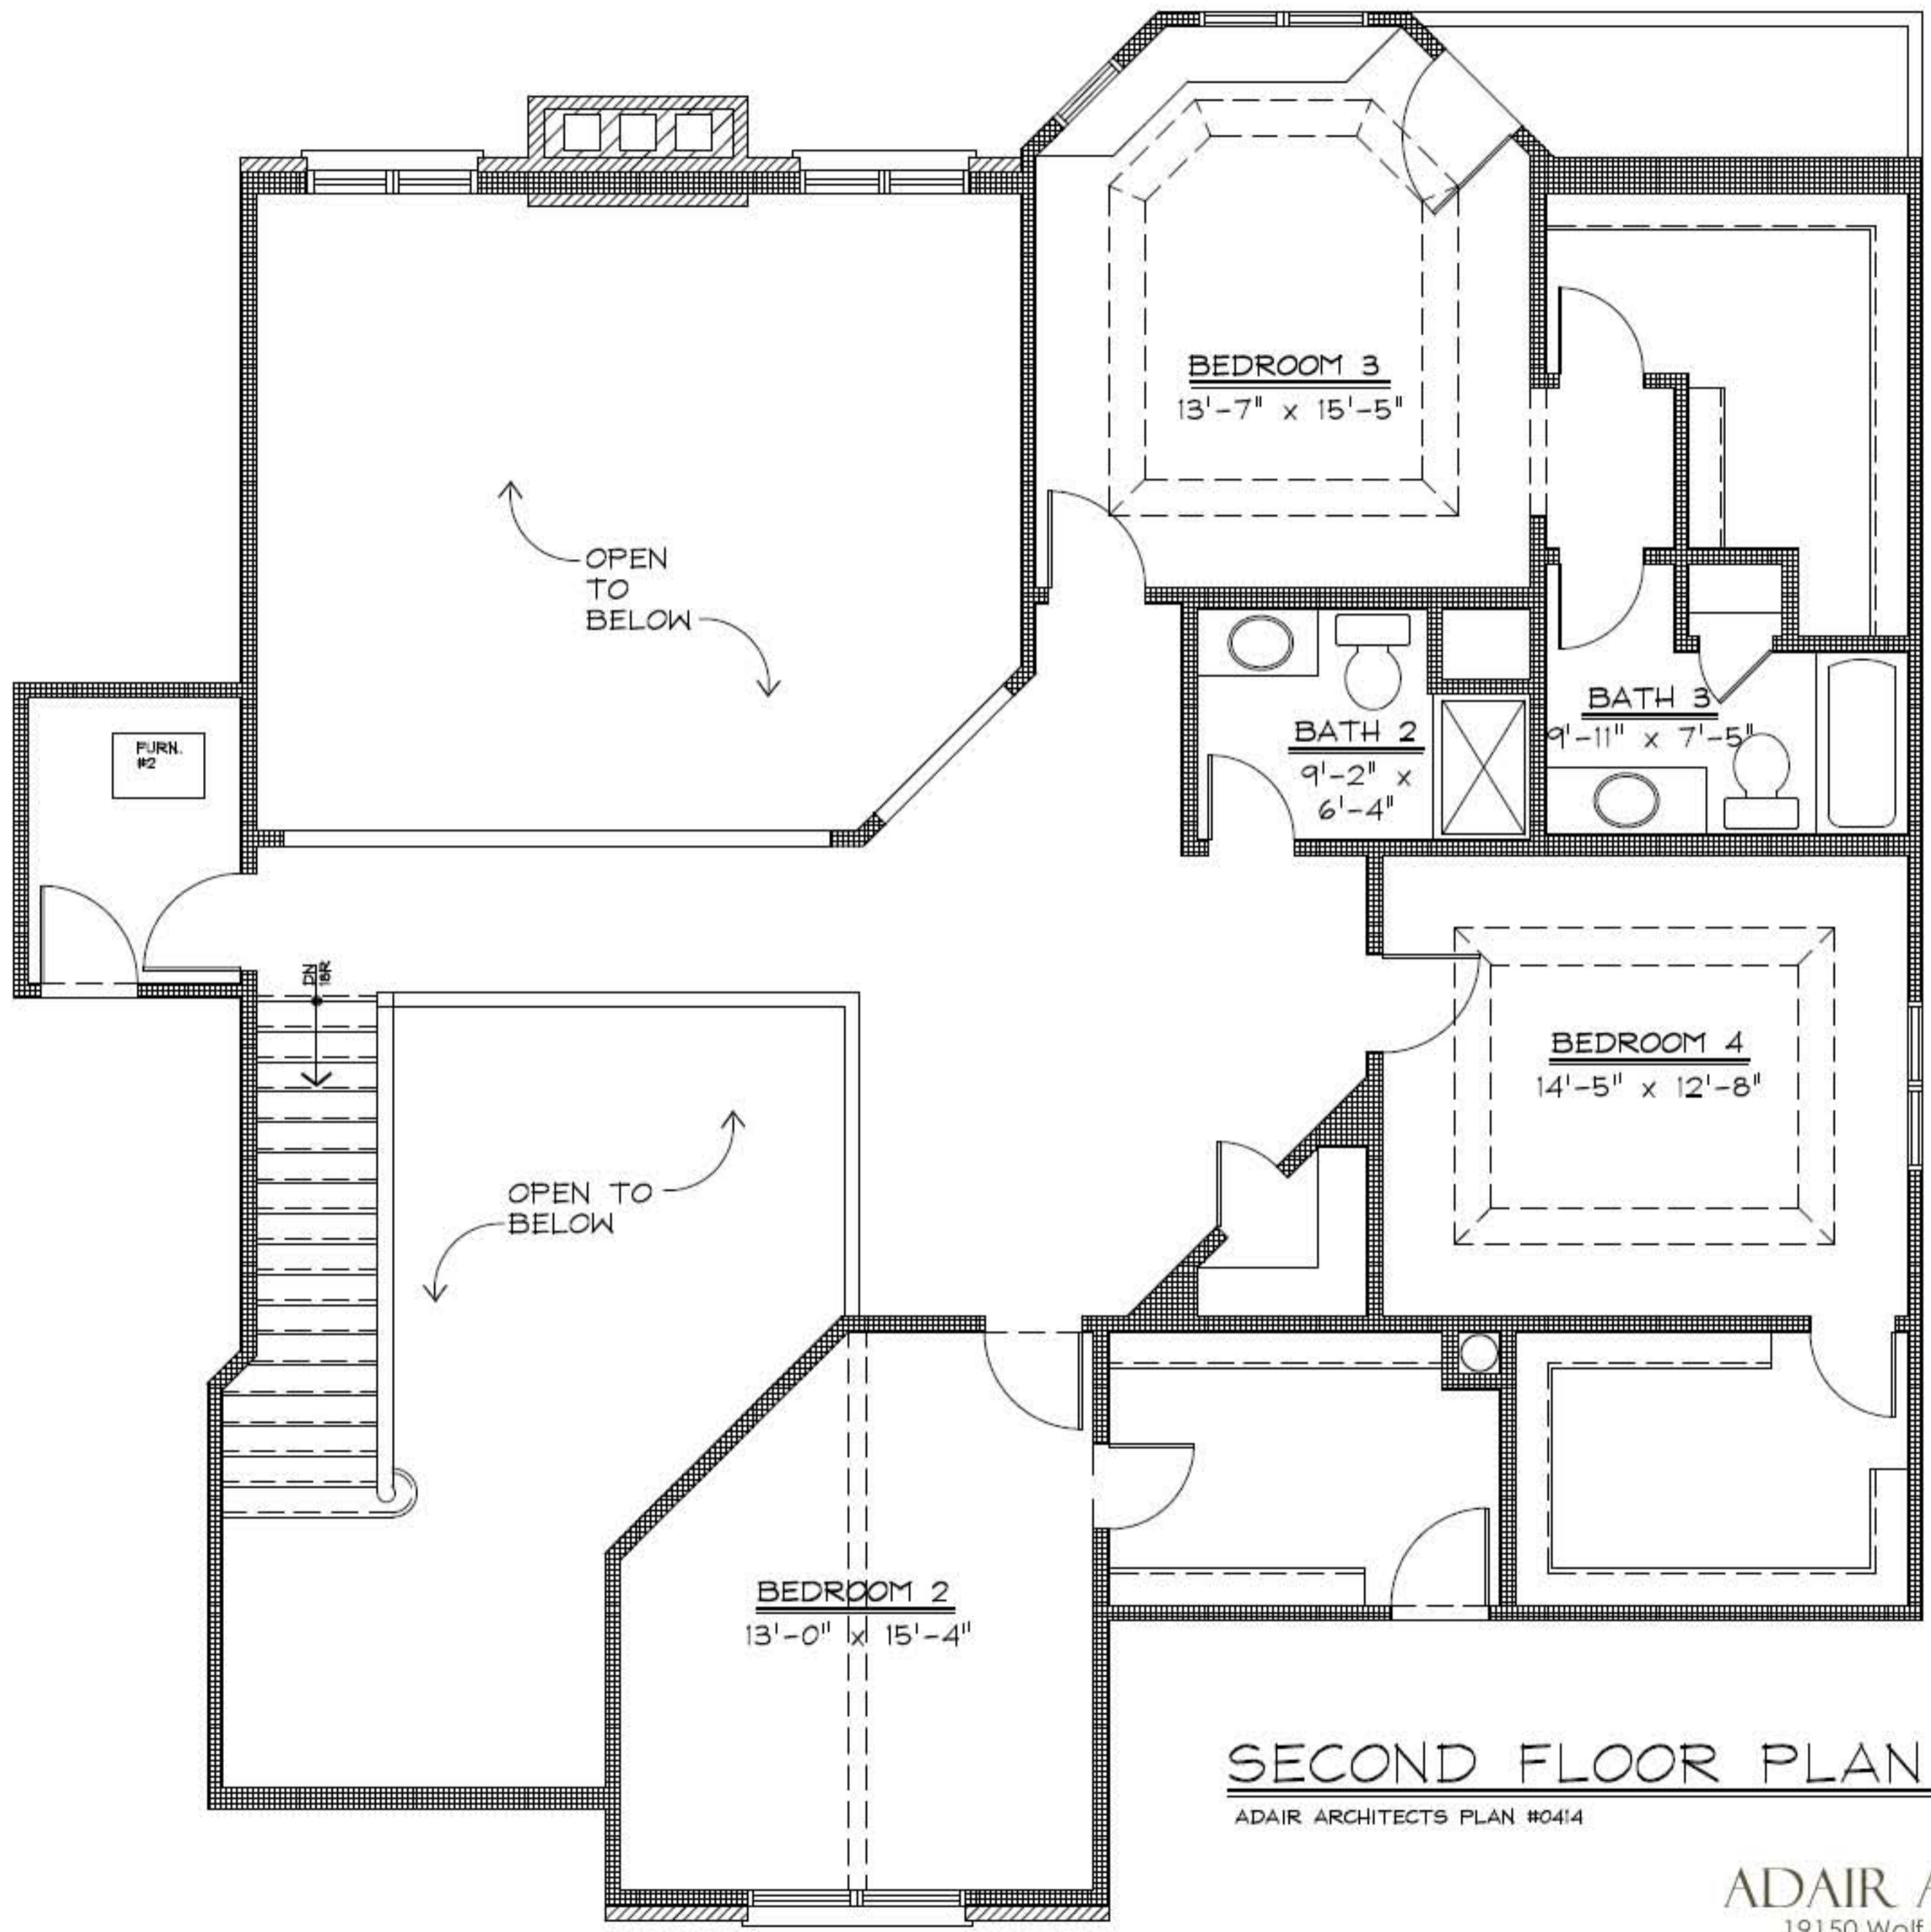 BEDROOM 3
13'-7" x 15'-5"
OPEN
TO
BELOW
FURN.
#2
BATH 2
9'-2" x
6'-4"
BATH 3
9'-11" x 7'-5"
DN
18R
BEDROOM 4
14'-5" x 12'-8"
OPEN TO
BELOW
BEDROOM 2
13'-0" x 15'-4"
SECOND FLOOR PLAN
ADAIR ARCHITECTS PLAN #0414
ADAIR A
19150 Wolf